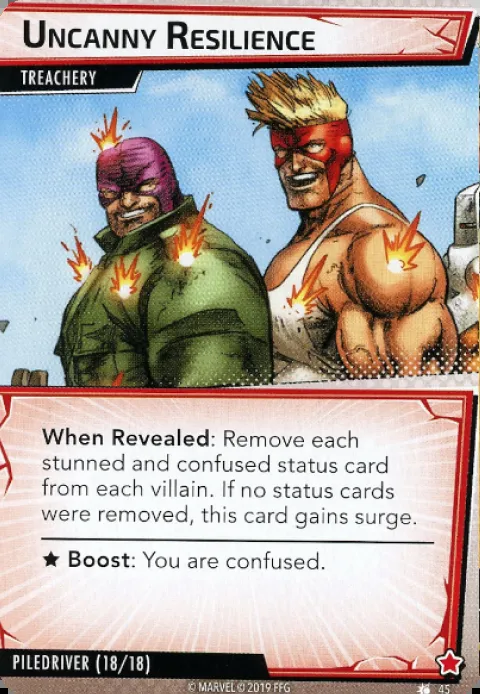 UNCANNY RESILIENCE
TREACHERY
When Revealed: Remove each
stunned and confused status card
from each villain. If no status cards
were removed, this card gains surge.
★ Boost: You are confused.
PILEDRIVER (18/18)
© MARVEL © 2019 FFG
45